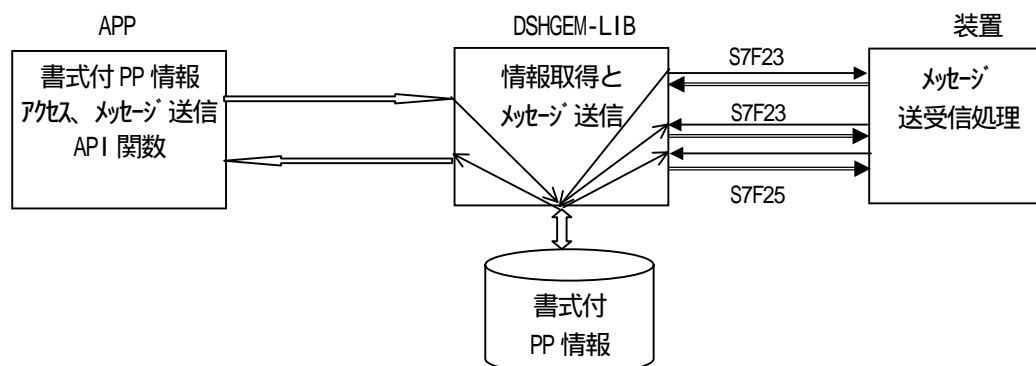 APP
DSHGEM-LIB
装置
書式付 PP 情報
ｱｸｾｽ、ﾒｯｾｰｼﾞ送信
API 関数
情報取得と
ﾒｯｾｰｼﾞ送信
S7F23
S7F23
S7F25
ﾒｯｾｰｼﾞ
送受信処理
書式付
PP 情報